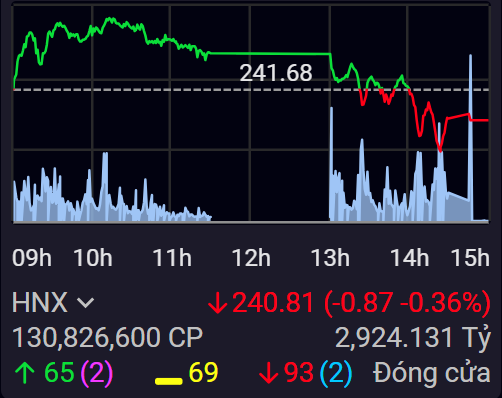 241.68
09h 10h 11h 12h 13h 14h 15h
HNX 240.81 (-0.87 -0.36%)
130,826,600 CP 2,924.131 Tỷ
65 (2) 69 93 (2) Đóng cửa